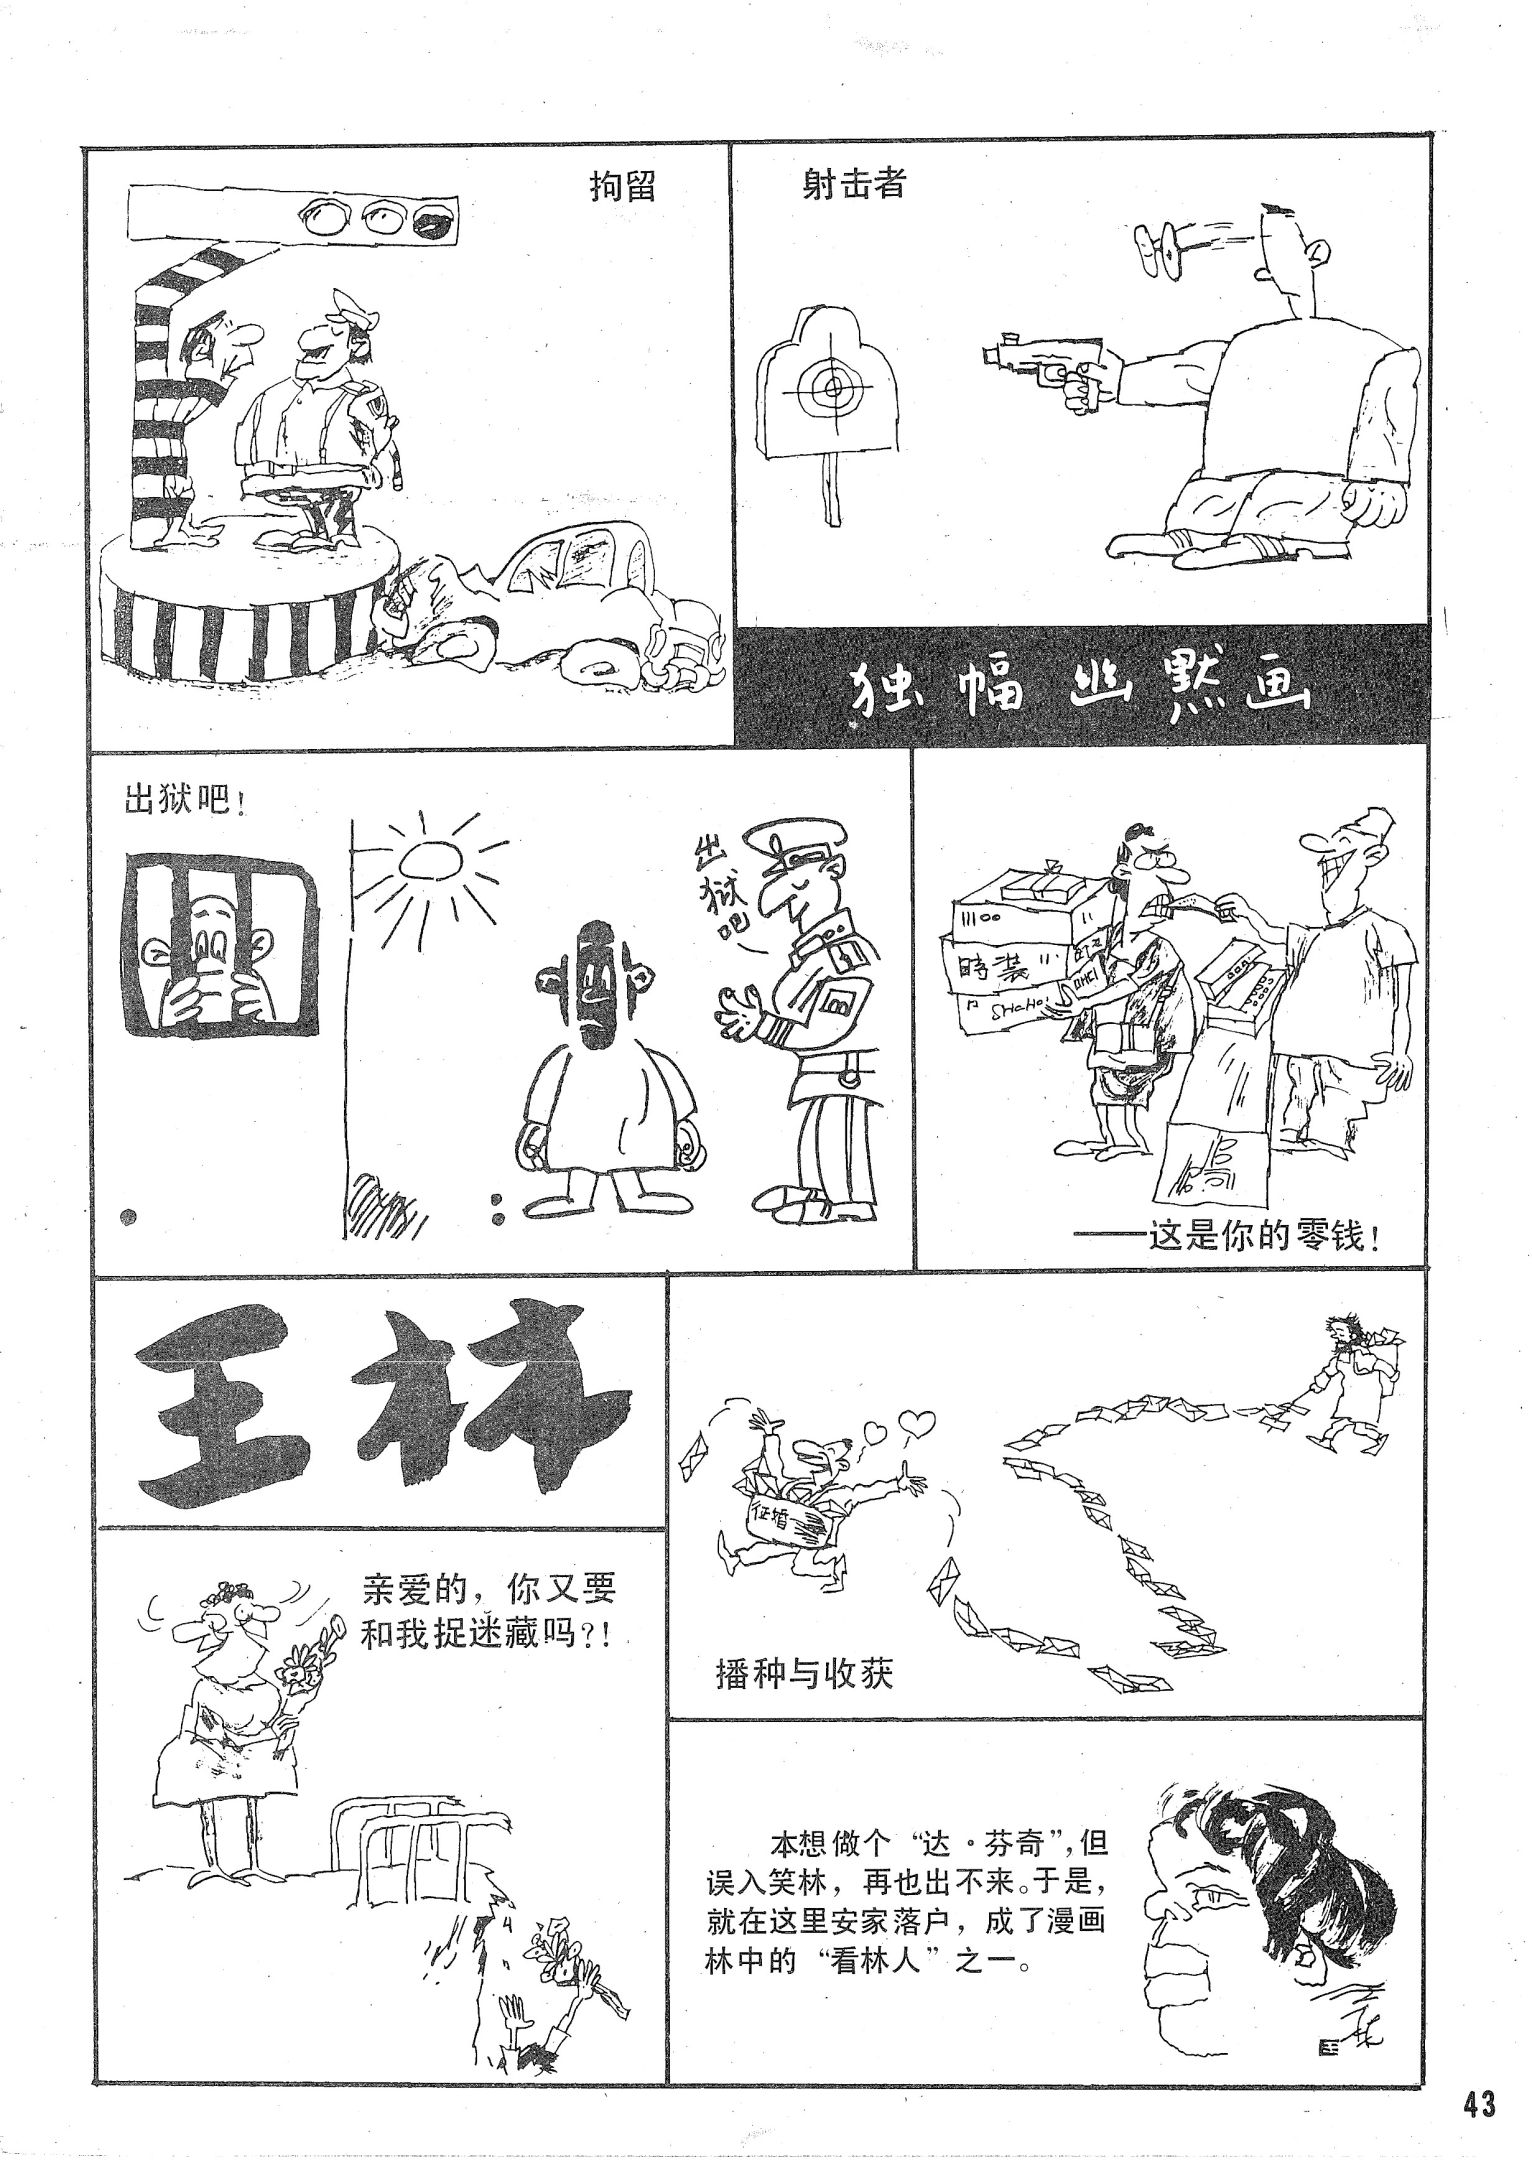 拘留
射击者
独幅幽默画
出狱吧！
出狱吧
時装
SHaHO
征婚
——这是你的零钱！
王林
亲爱的，你又要
和我捉迷藏吗？！
播种与收获
本想做个“达·芬奇”，但
误入笑林，再也出不来。于是，
就在这里安家落户，成了漫画
林中的“看林人”之一。
43